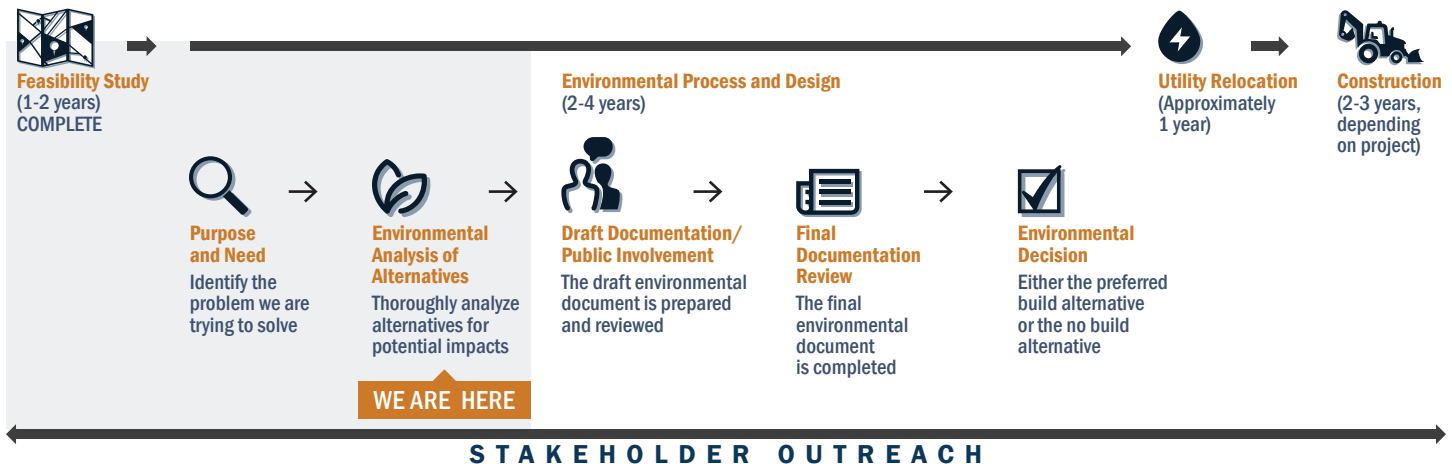 Feasibility Study
(1-2 years)
COMPLETE
Environmental Process and Design
(2-4 years)
Utility Relocation
(Approximately
1 year)
Construction
(2-3 years,
depending
on project)
Purpose
and Need
Identify the
problem we are
trying to solve
Environmental
Analysis of
Alternatives
Thoroughly analyze
alternatives for
potential impacts
WE ARE HERE
Draft Documentation/
Public Involvement
The draft environmental
document is prepared
and reviewed
Final
Documentation
Review
The final
environmental
document
is completed
Environmental
Decision
Either the preferred
build alternative
or the no build
alternative
STAKEHOLDER OUTREACH